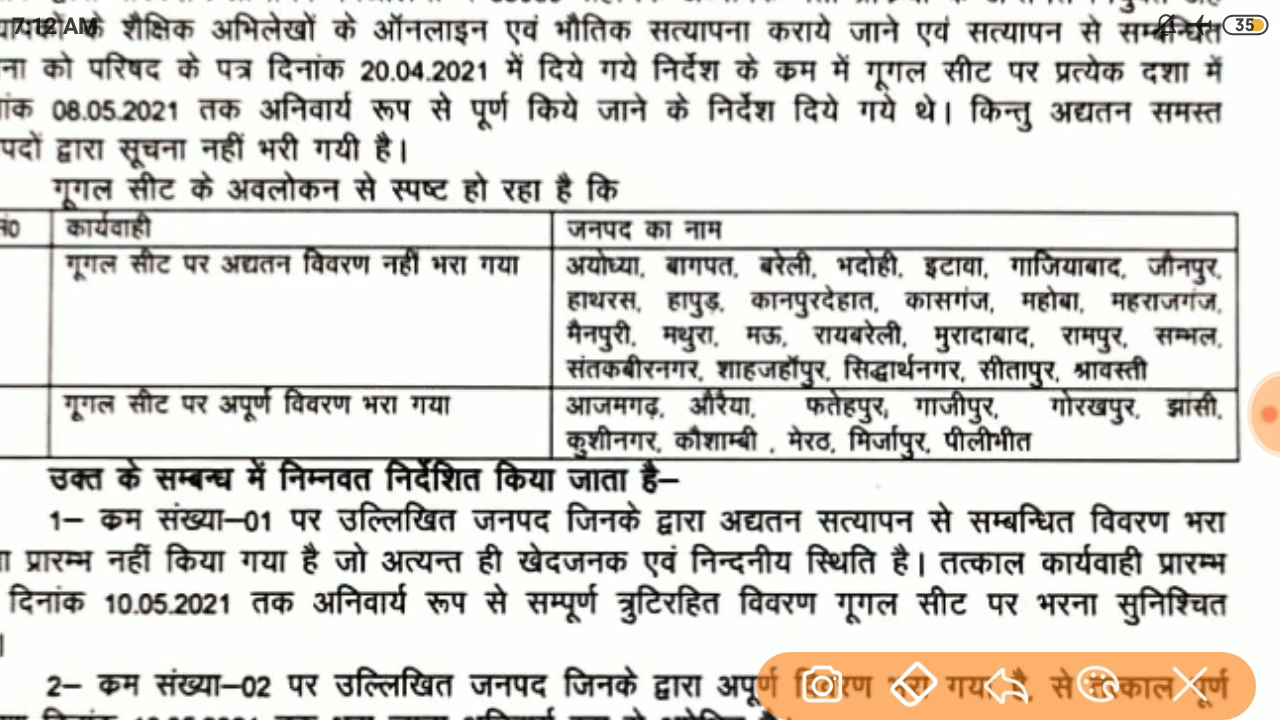 7:12 AM
35
के शैक्षिक अभिलेखों के ऑनलाइन एवं भौतिक सत्यापना कराये जाने एवं सत्यापन से सम्बन्धित
ना को परिषद के पत्र दिनांक 20.04.2021 में दिये गये निर्देश के कम में गूगल सीट पर प्रत्येक दशा में
ांक 08.05.2021 तक अनिवार्य रूप से पूर्ण किये जाने के निर्देश दिये गये थे। किन्तु अद्यतन समस्त
पदों द्वारा सूचना नहीं भरी गयी है।
गूगल सीट के अवलोकन से स्पष्ट हो रहा है कि
सं0 कार्यवाही जनपद का नाम
गूगल सीट पर अद्यतन विवरण नहीं भरा गया अयोध्या, बागपत, बरेली, भदोही, इटावा, गाजियाबाद, जौनपुर,
हाथरस, हापुड़, कानपुरदेहात, कासगंज, महोबा, महराजगंज,
मैनपुरी, मथुरा, मऊ, रायबरेली, मुरादाबाद, रामपुर, सम्भल,
संतकबीरनगर, शाहजहॉपुर, सिद्धार्थनगर, सीतापुर, श्रावस्ती
गूगल सीट पर अपूर्ण विवरण भरा गया आजमगढ़, औरैया, फतेहपुर, गाजीपुर, गोरखपुर, झांसी,
कुशीनगर, कौशाम्बी , मेरठ, मिर्जापुर, पीलीभीत
उक्त के सम्बन्ध में निम्नवत निर्देशित किया जाता है–
1– कम संख्या–01 पर उल्लिखित जनपद जिनके द्वारा अद्यतन सत्यापन से सम्बन्धित विवरण भरा
प्रारम्भ नहीं किया गया है जो अत्यन्त ही खेदजनक एवं निन्दनीय स्थिति है। तत्काल कार्यवाही प्रारम्भ
दिनांक 10.05.2021 तक अनिवार्य रूप से सम्पूर्ण त्रुटिरहित विवरण गूगल सीट पर भरना सुनिश्चित
।
2– कम संख्या–02 पर उल्लिखित जनपद जिनके द्वारा अपूर्ण विवरण भरा गया है, से तत्काल पूर्ण